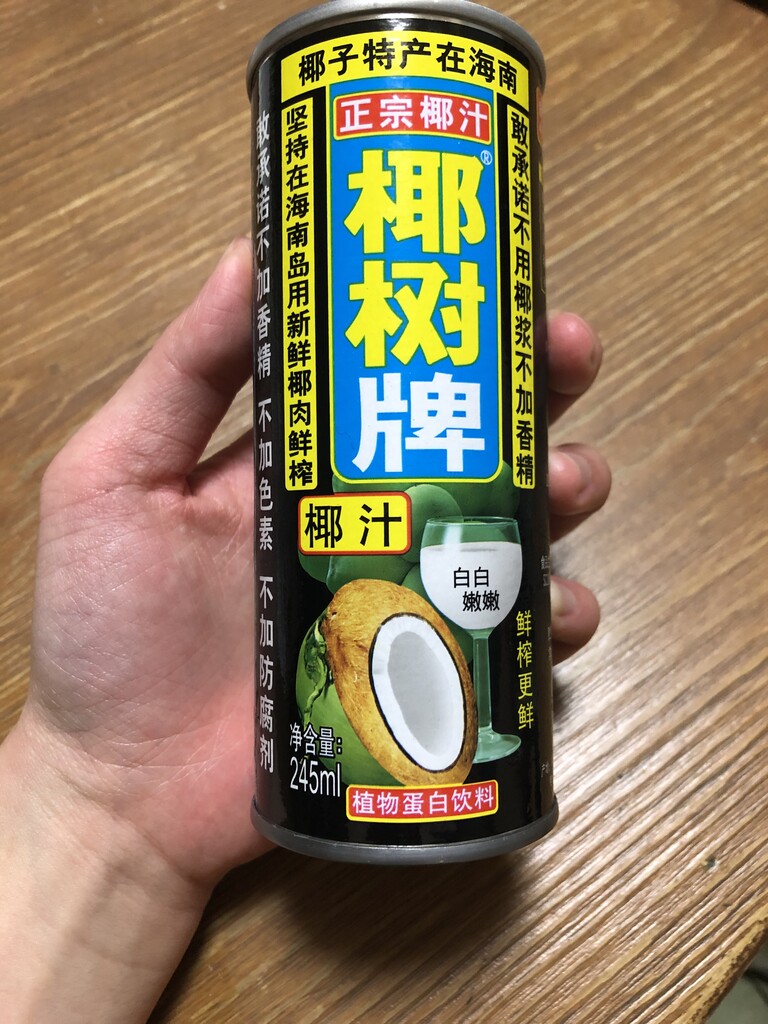 椰子特产在海南
正宗椰汁
敢承诺不加香精 不加色素 不加防腐剂
坚持在海南岛用新鲜椰肉鲜榨
椰树牌®
敢承诺不用椰浆不加香精
椰汁
白白
嫩嫩
鲜榨更鲜
净含量:
245ml
植物蛋白饮料